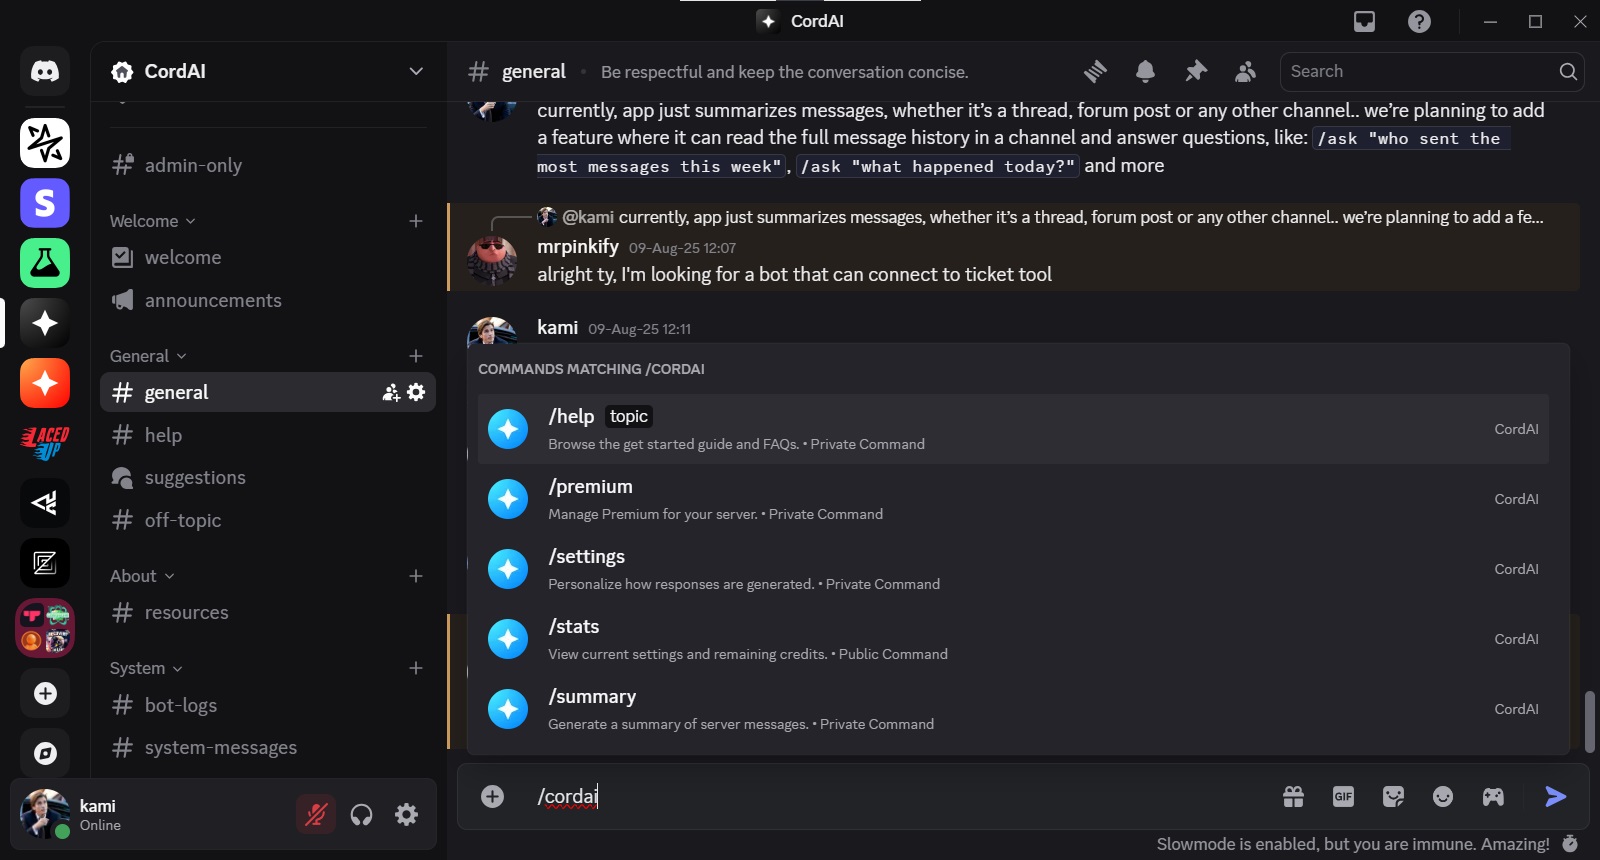 CordAI
CordAI
admin-only
Welcome
welcome
announcements
General
general
help
suggestions
off-topic
About
resources
System
bot-logs
system-messages
kami
Online
S
LACED
UP
general • Be respectful and keep the conversation concise.
Search
currently, app just summarizes messages, whether it's a thread, forum post or any other channel.. we're planning to add
a feature where it can read the full message history in a channel and answer questions, like: /ask "who sent the
most messages this week", /ask "what happened today?" and more
@kami currently, app just summarizes messages, whether it's a thread, forum post or any other channel.. we're planning to add a fe...
mrpinkify 09-Aug-25 12:07
alright ty, I'm looking for a bot that can connect to ticket tool
kami 09-Aug-25 12:11
COMMANDS MATCHING /CORDAI
/help topic
Browse the get started guide and FAQs. • Private Command
CordAI
/premium
Manage Premium for your server. • Private Command
CordAI
/settings
Personalize how responses are generated. • Private Command
CordAI
/stats
View current settings and remaining credits. • Public Command
CordAI
/summary
Generate a summary of server messages. • Private Command
CordAI
/cordai
GIF
Slowmode is enabled, but you are immune. Amazing!